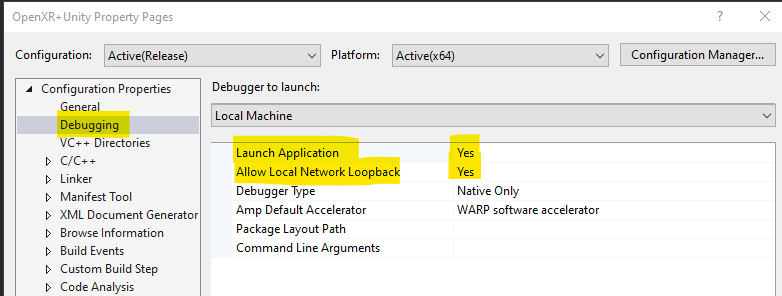 OpenXR+Unity Property Pages
? ×
Configuration: Active(Release) Platform: Active(x64) Configuration Manager...
Configuration Properties
General
Debugging
VC++ Directories
C/C++
Linker
Manifest Tool
XML Document Generator
Browse Information
Build Events
Custom Build Step
Code Analysis
Debugger to launch:
Local Machine
Launch Application Yes
Allow Local Network Loopback Yes
Debugger Type Native Only
Amp Default Accelerator WARP software accelerator
Package Layout Path
Command Line Arguments